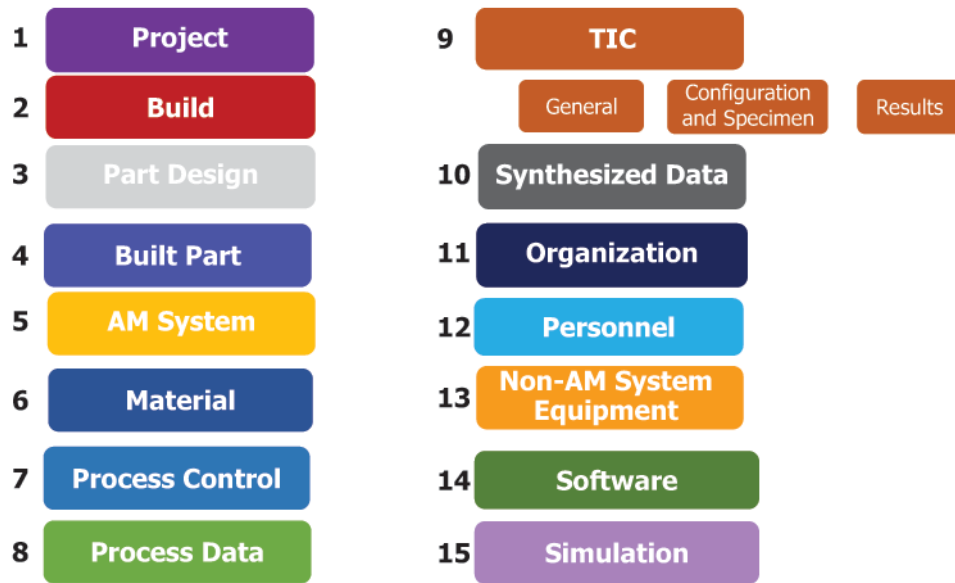 1 Project
2 Build
3 Part Design
4 Built Part
5 AM System
6 Material
7 Process Control
8 Process Data
9 TIC
General
Configuration
and Specimen
Results
10 Synthesized Data
11 Organization
12 Personnel
13 Non-AM System
Equipment
14 Software
15 Simulation